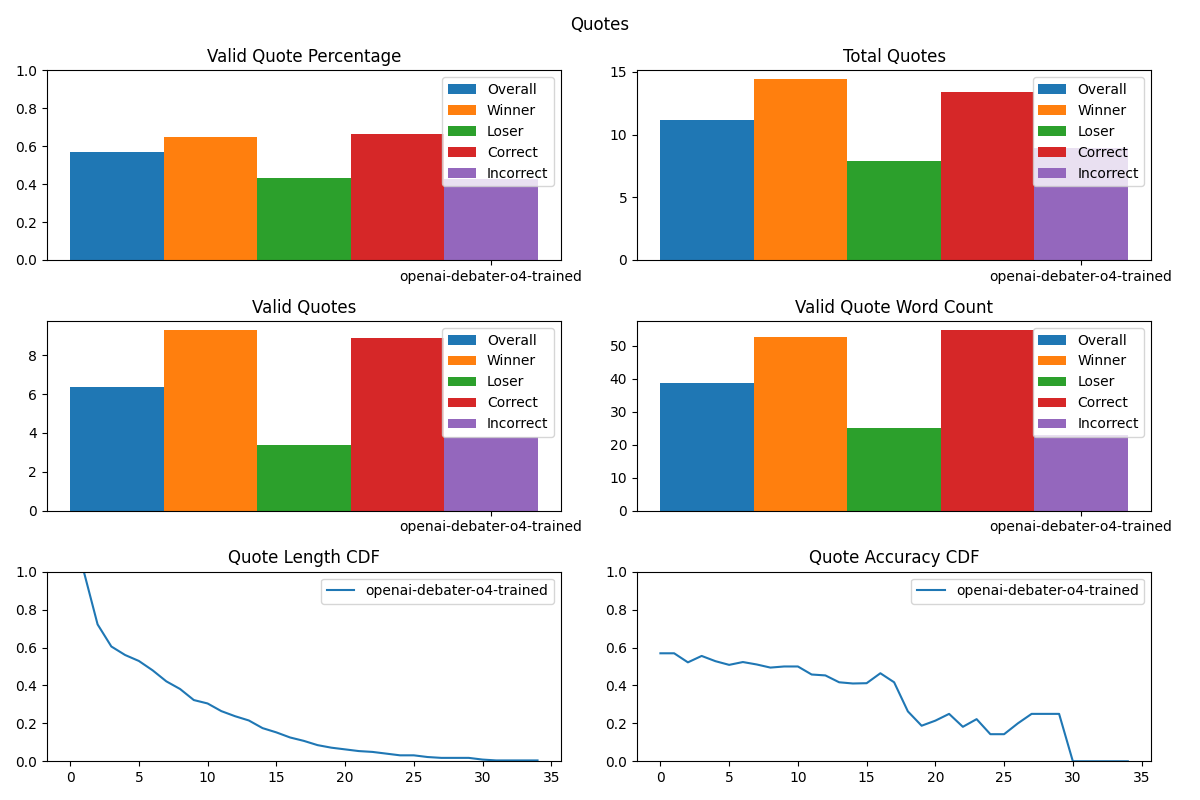 Quotes
Valid Quote Percentage
1.0
0.8
0.6
0.4
0.2
0.0
Overall
Winner
Loser
Correct
Incorrect
openai-debater-o4-trained
Total Quotes
15
10
5
0
Overall
Winner
Loser
Correct
Incorrect
openai-debater-o4-trained
Valid Quotes
8
6
4
2
0
Overall
Winner
Loser
Correct
Incorrect
openai-debater-o4-trained
Valid Quote Word Count
50
40
30
20
10
0
Overall
Winner
Loser
Correct
Incorrect
openai-debater-o4-trained
Quote Length CDF
1.0
0.8
0.6
0.4
0.2
0.0
openai-debater-o4-trained
0 5 10 15 20 25 30 35
Quote Accuracy CDF
1.0
0.8
0.6
0.4
0.2
0.0
openai-debater-o4-trained
0 5 10 15 20 25 30 35